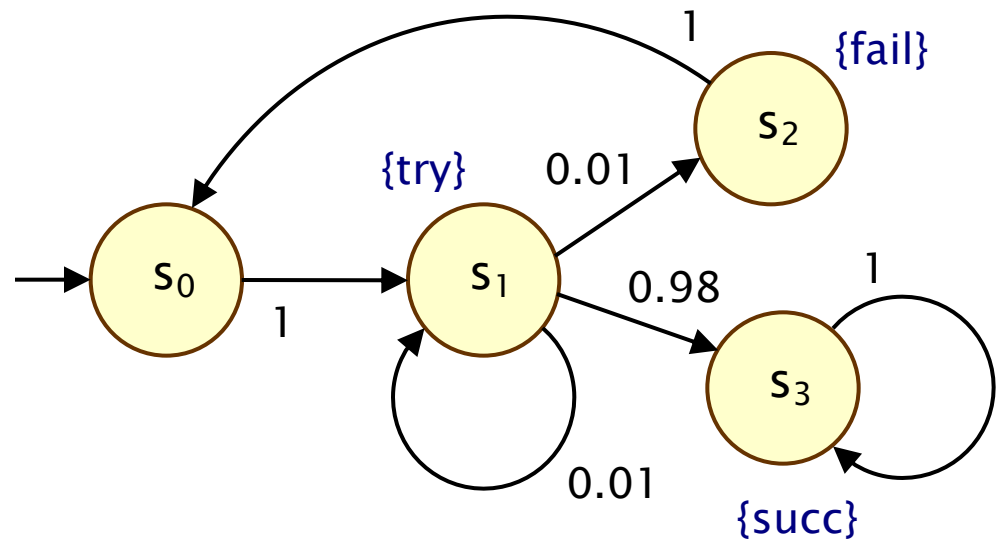 1
{fail}
s₂
{try}
0.01
s₀
s₁
0.98
1
1
s₃
0.01
{succ}